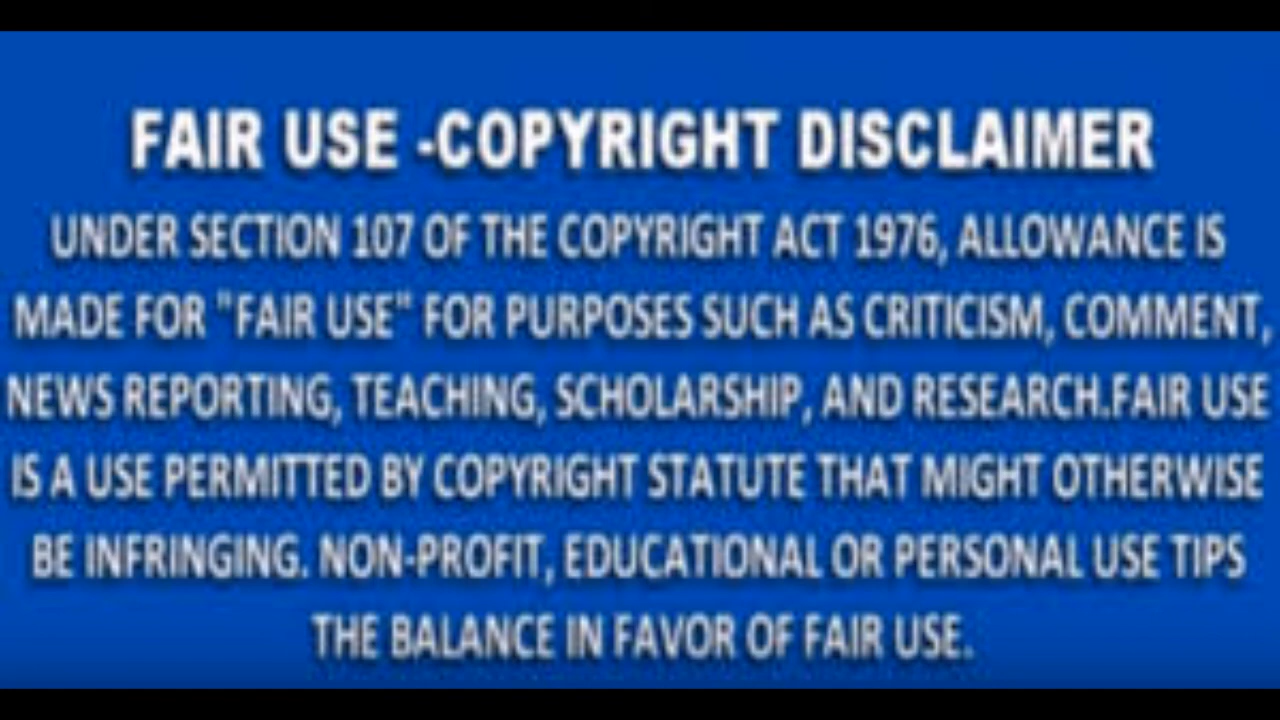 FAIR USE -COPYRIGHT DISCLAIMER
UNDER SECTION 107 OF THE COPYRIGHT ACT 1976, ALLOWANCE IS
MADE FOR "FAIR USE" FOR PURPOSES SUCH AS CRITICISM, COMMENT,
NEWS REPORTING, TEACHING, SCHOLARSHIP, AND RESEARCH.FAIR USE
IS A USE PERMITTED BY COPYRIGHT STATUTE THAT MIGHT OTHERWISE
BE INFRINGING. NON-PROFIT, EDUCATIONAL OR PERSONAL USE TIPS
THE BALANCE IN FAVOR OF FAIR USE.